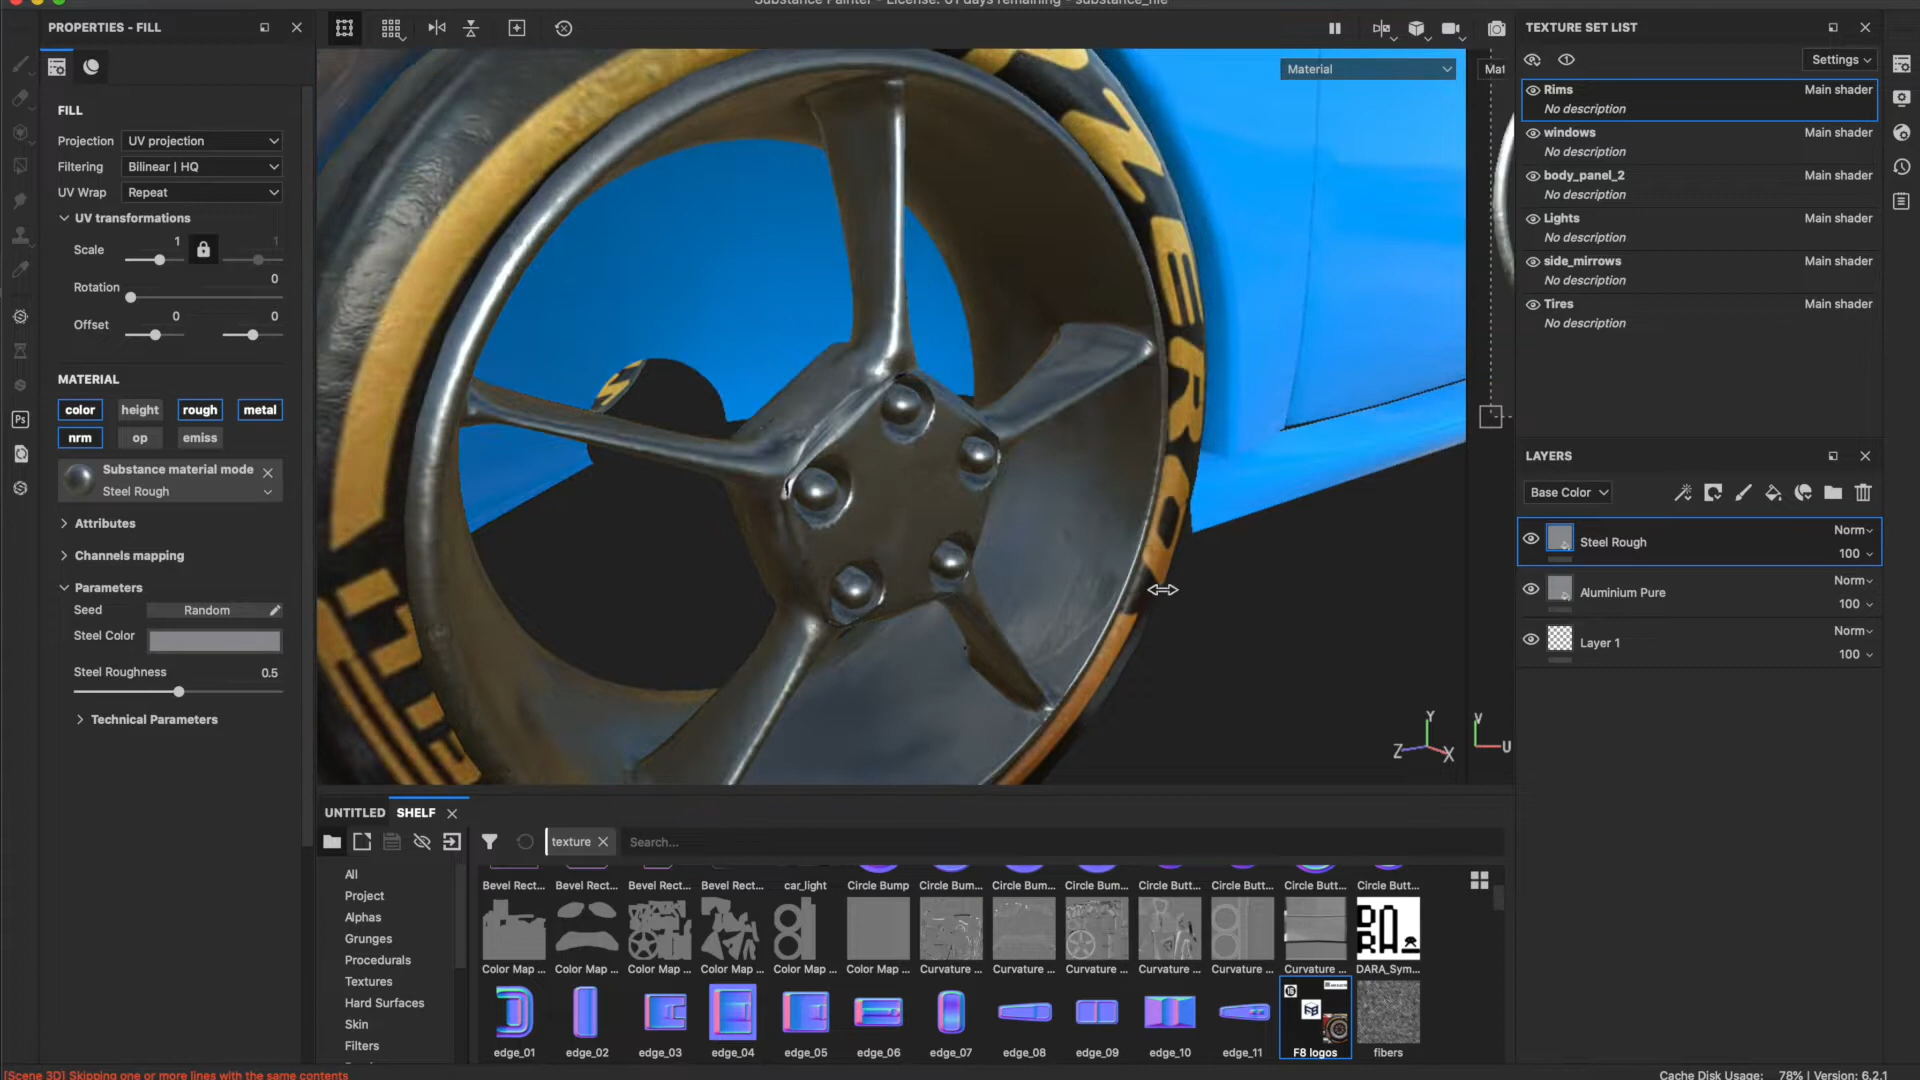 PROPERTIES - FILL
FILL
Projection UV projection
Filtering Bilinear | HQ
UV Wrap Repeat
UV transformations
Scale 1 1
Rotation 0
Offset 0 0
MATERIAL
color height rough metal
nrm op emiss
Substance material mode
Steel Rough
Attributes
Channels mapping
Parameters
Seed Random
Steel Color
Steel Roughness 0.5
Technical Parameters
Material
Mat
ZERO
Y
Z X
V
U
TEXTURE SET LIST
Settings
Rims Main shader
No description
windows Main shader
No description
body_panel_2 Main shader
No description
Lights Main shader
No description
side_mirrows Main shader
No description
Tires Main shader
No description
LAYERS
Base Color
Steel Rough Norm
100
Aluminium Pure Norm
100
Layer 1 Norm
100
UNTITLED SHELF
texture Search...
All
Project
Alphas
Grunges
Procedurals
Textures
Hard Surfaces
Skin
Filters
Bevel Rect... Bevel Rect... Bevel Rect... Bevel Rect... car_light Circle Bump Circle Bum... Circle Bum... Circle Bum... Circle Butt... Circle Butt... Circle Butt... Circle Butt...
Color Map ... Color Map ... Color Map ... Color Map ... Color Map ... Color Map ... Curvature ... Curvature ... Curvature ... Curvature ... Curvature ... Curvature ... DARA_Sym...
edge_01 edge_02 edge_03 edge_04 edge_05 edge_06 edge_07 edge_08 edge_09 edge_10 edge_11 F8 logos fibers
[Scene 3D] Skipping one or more lines with the same contents
Cache Disk Usage: 78% | Version: 6.2.1
Ps